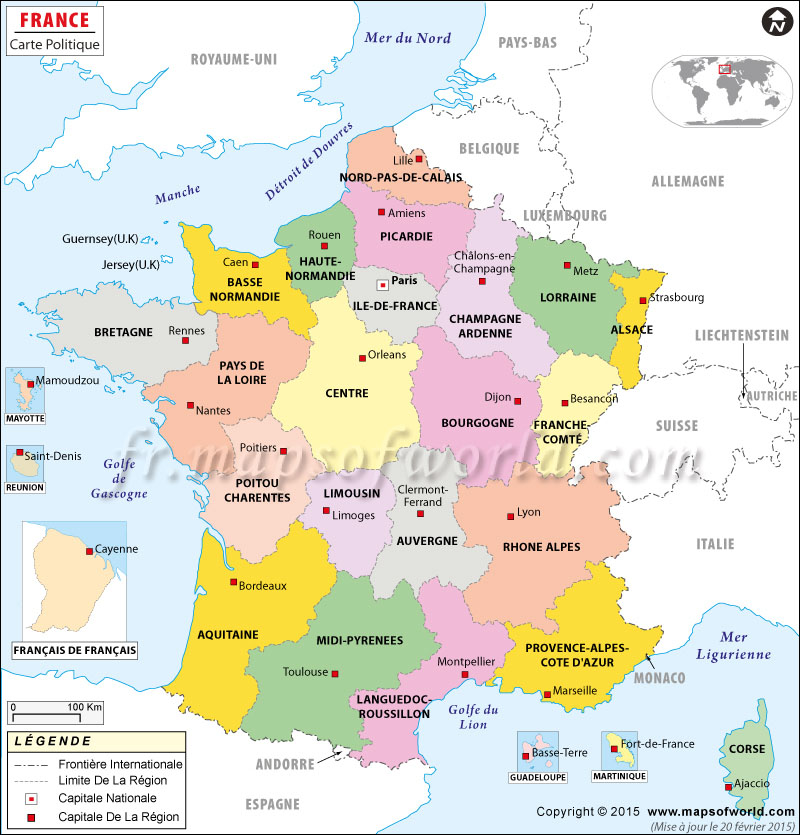 FRANCE
Carte Politique
N
ROYAUME-UNI
Mer du Nord
PAYS-BAS
BELGIQUE
ALLEMAGNE
Détroit de Douvres
Manche
Lille
NORD-PAS-DE-CALAIS
LUXEMBOURG
Amiens
PICARDIE
Guernsey(U.K)
Jersey(U.K)
Rouen
HAUTE-
NORMANDIE
Caen
BASSE
NORMANDIE
Châlons-en-
Champagne
CHAMPAGNE
ARDENNE
Metz
LORRAINE
Paris
ILE-DE-FRANCE
Strasbourg
ALSACE
BRETAGNE
Rennes
PAYS DE
LA LOIRE
Nantes
Orleans
CENTRE
Dijon
BOURGOGNE
Besancon
FRANCHE-
COMTÉ
LIECHTENSTEIN
AUTRICHE
SUISSE
Mamoudzou
MAYOTTE
Saint-Denis
REUNION
Golfe
de
Gascogne
fr.mapsofworld.com
Poitiers
POITOU
CHARENTES
LIMOUSIN
Limoges
Clermont-
Ferrand
AUVERGNE
Lyon
RHONE ALPES
ITALIE
Cayenne
FRANÇAIS DE FRANÇAIS
Bordeaux
AQUITAINE
MIDI-PYRENEES
Toulouse
Montpellier
LANGUEDOC-
ROUSSILLON
PROVENCE-ALPES-
COTE D'AZUR
Marseille
MONACO
Mer
Ligurienne
Golfe du
Lion
0 100 Km
LÉGENDE
Frontière Internationale
Limite De La Région
Capitale Nationale
Capitale De La Région
ANDORRE
ESPAGNE
Basse-Terre
GUADELOUPE
Fort-de-France
MARTINIQUE
CORSE
Ajaccio
Copyright © 2015 www.mapsofworld.com
(Mise à jour le 20 février 2015)